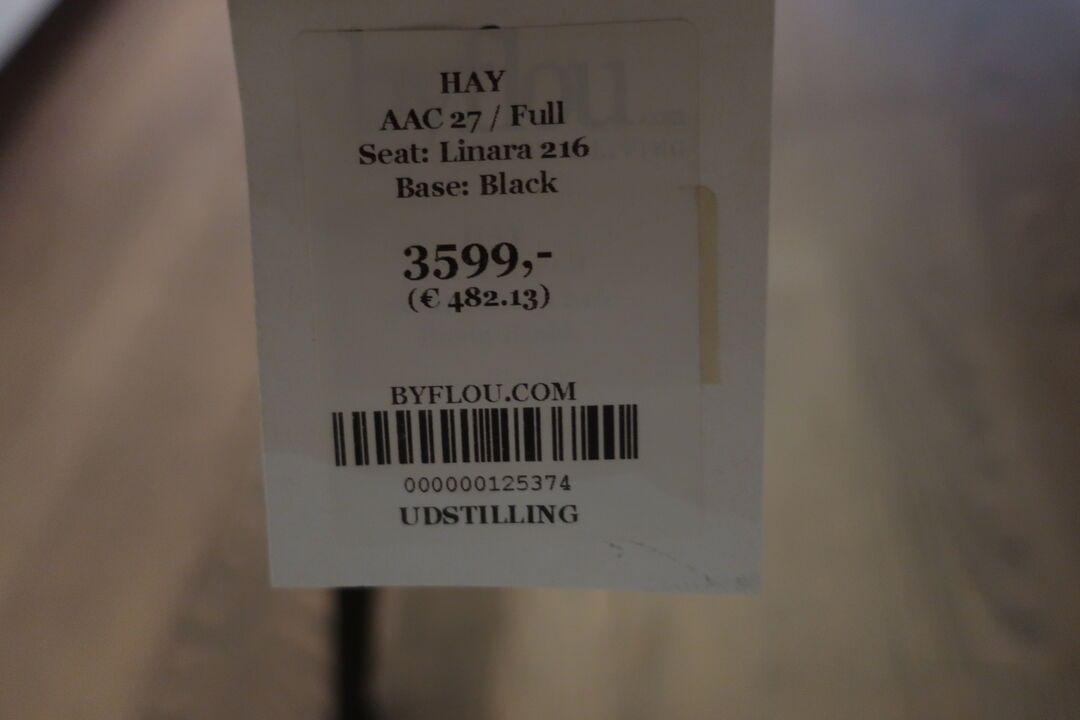 HAY
AAC 27 / Full
Seat: Linara 216
Base: Black
3599,-
(€ 482.13)
BYFLOU.COM
000000125374
UDSTILLING